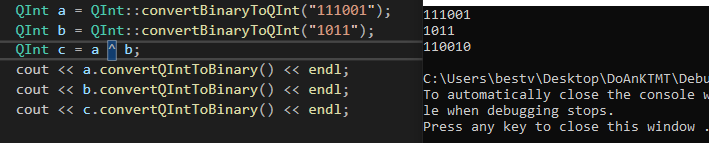 QInt a = QInt::convertBinaryToQInt("111001");
QInt b = QInt::convertBinaryToQInt("1011");
QInt c = a ^ b;
cout << a.convertQIntToBinary() << endl;
cout << b.convertQIntToBinary() << endl;
cout << c.convertQIntToBinary() << endl;
111001
1011
110010
C:\Users\bestv\Desktop\DoAnKTMT\Debu
To automatically close the console w
le when debugging stops.
Press any key to close this window .